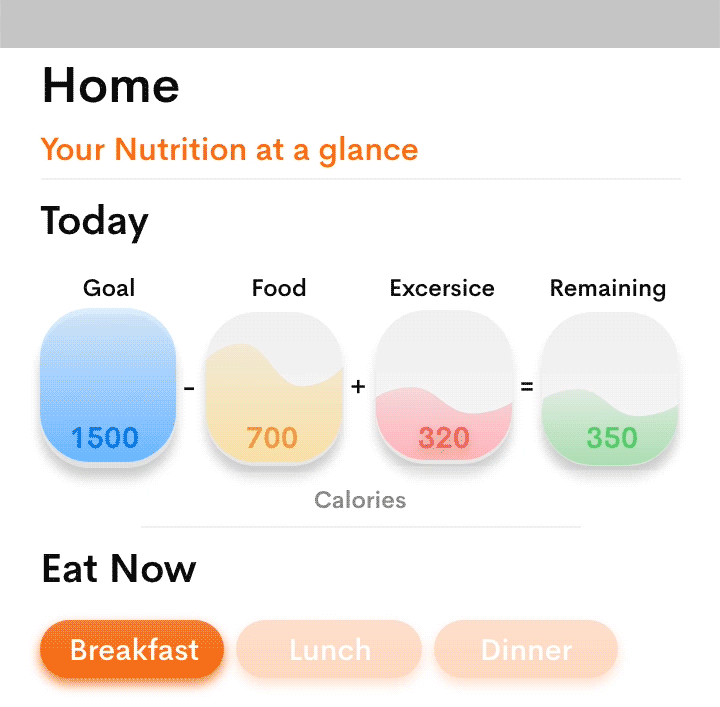 Home
Your Nutrition at a glance
Today
Goal Food Excersice Remaining
1500 - 700 + 320 = 350
Calories
Eat Now
Breakfast Lunch Dinner